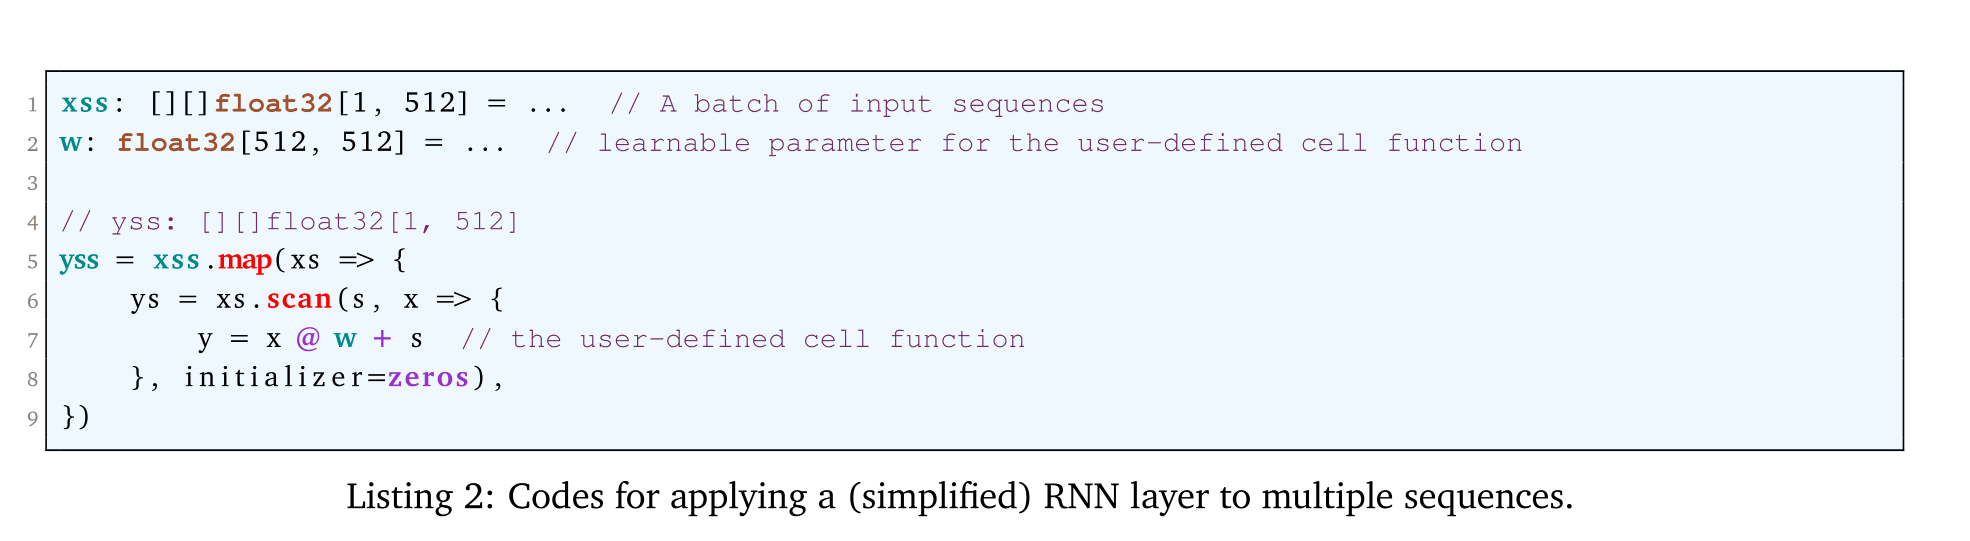 1 xss: [][]float32[1, 512] = ... // A batch of input sequences
2 w: float32[512, 512] = ... // learnable parameter for the user-defined cell function
3
4 // yss: [][]float32[1, 512]
5 yss = xss.map(xs => {
6 ys = xs.scan(s, x => {
7 y = x @ w + s // the user-defined cell function
8 }, initializer=zeros),
9 })
Listing 2: Codes for applying a (simplified) RNN layer to multiple sequences.